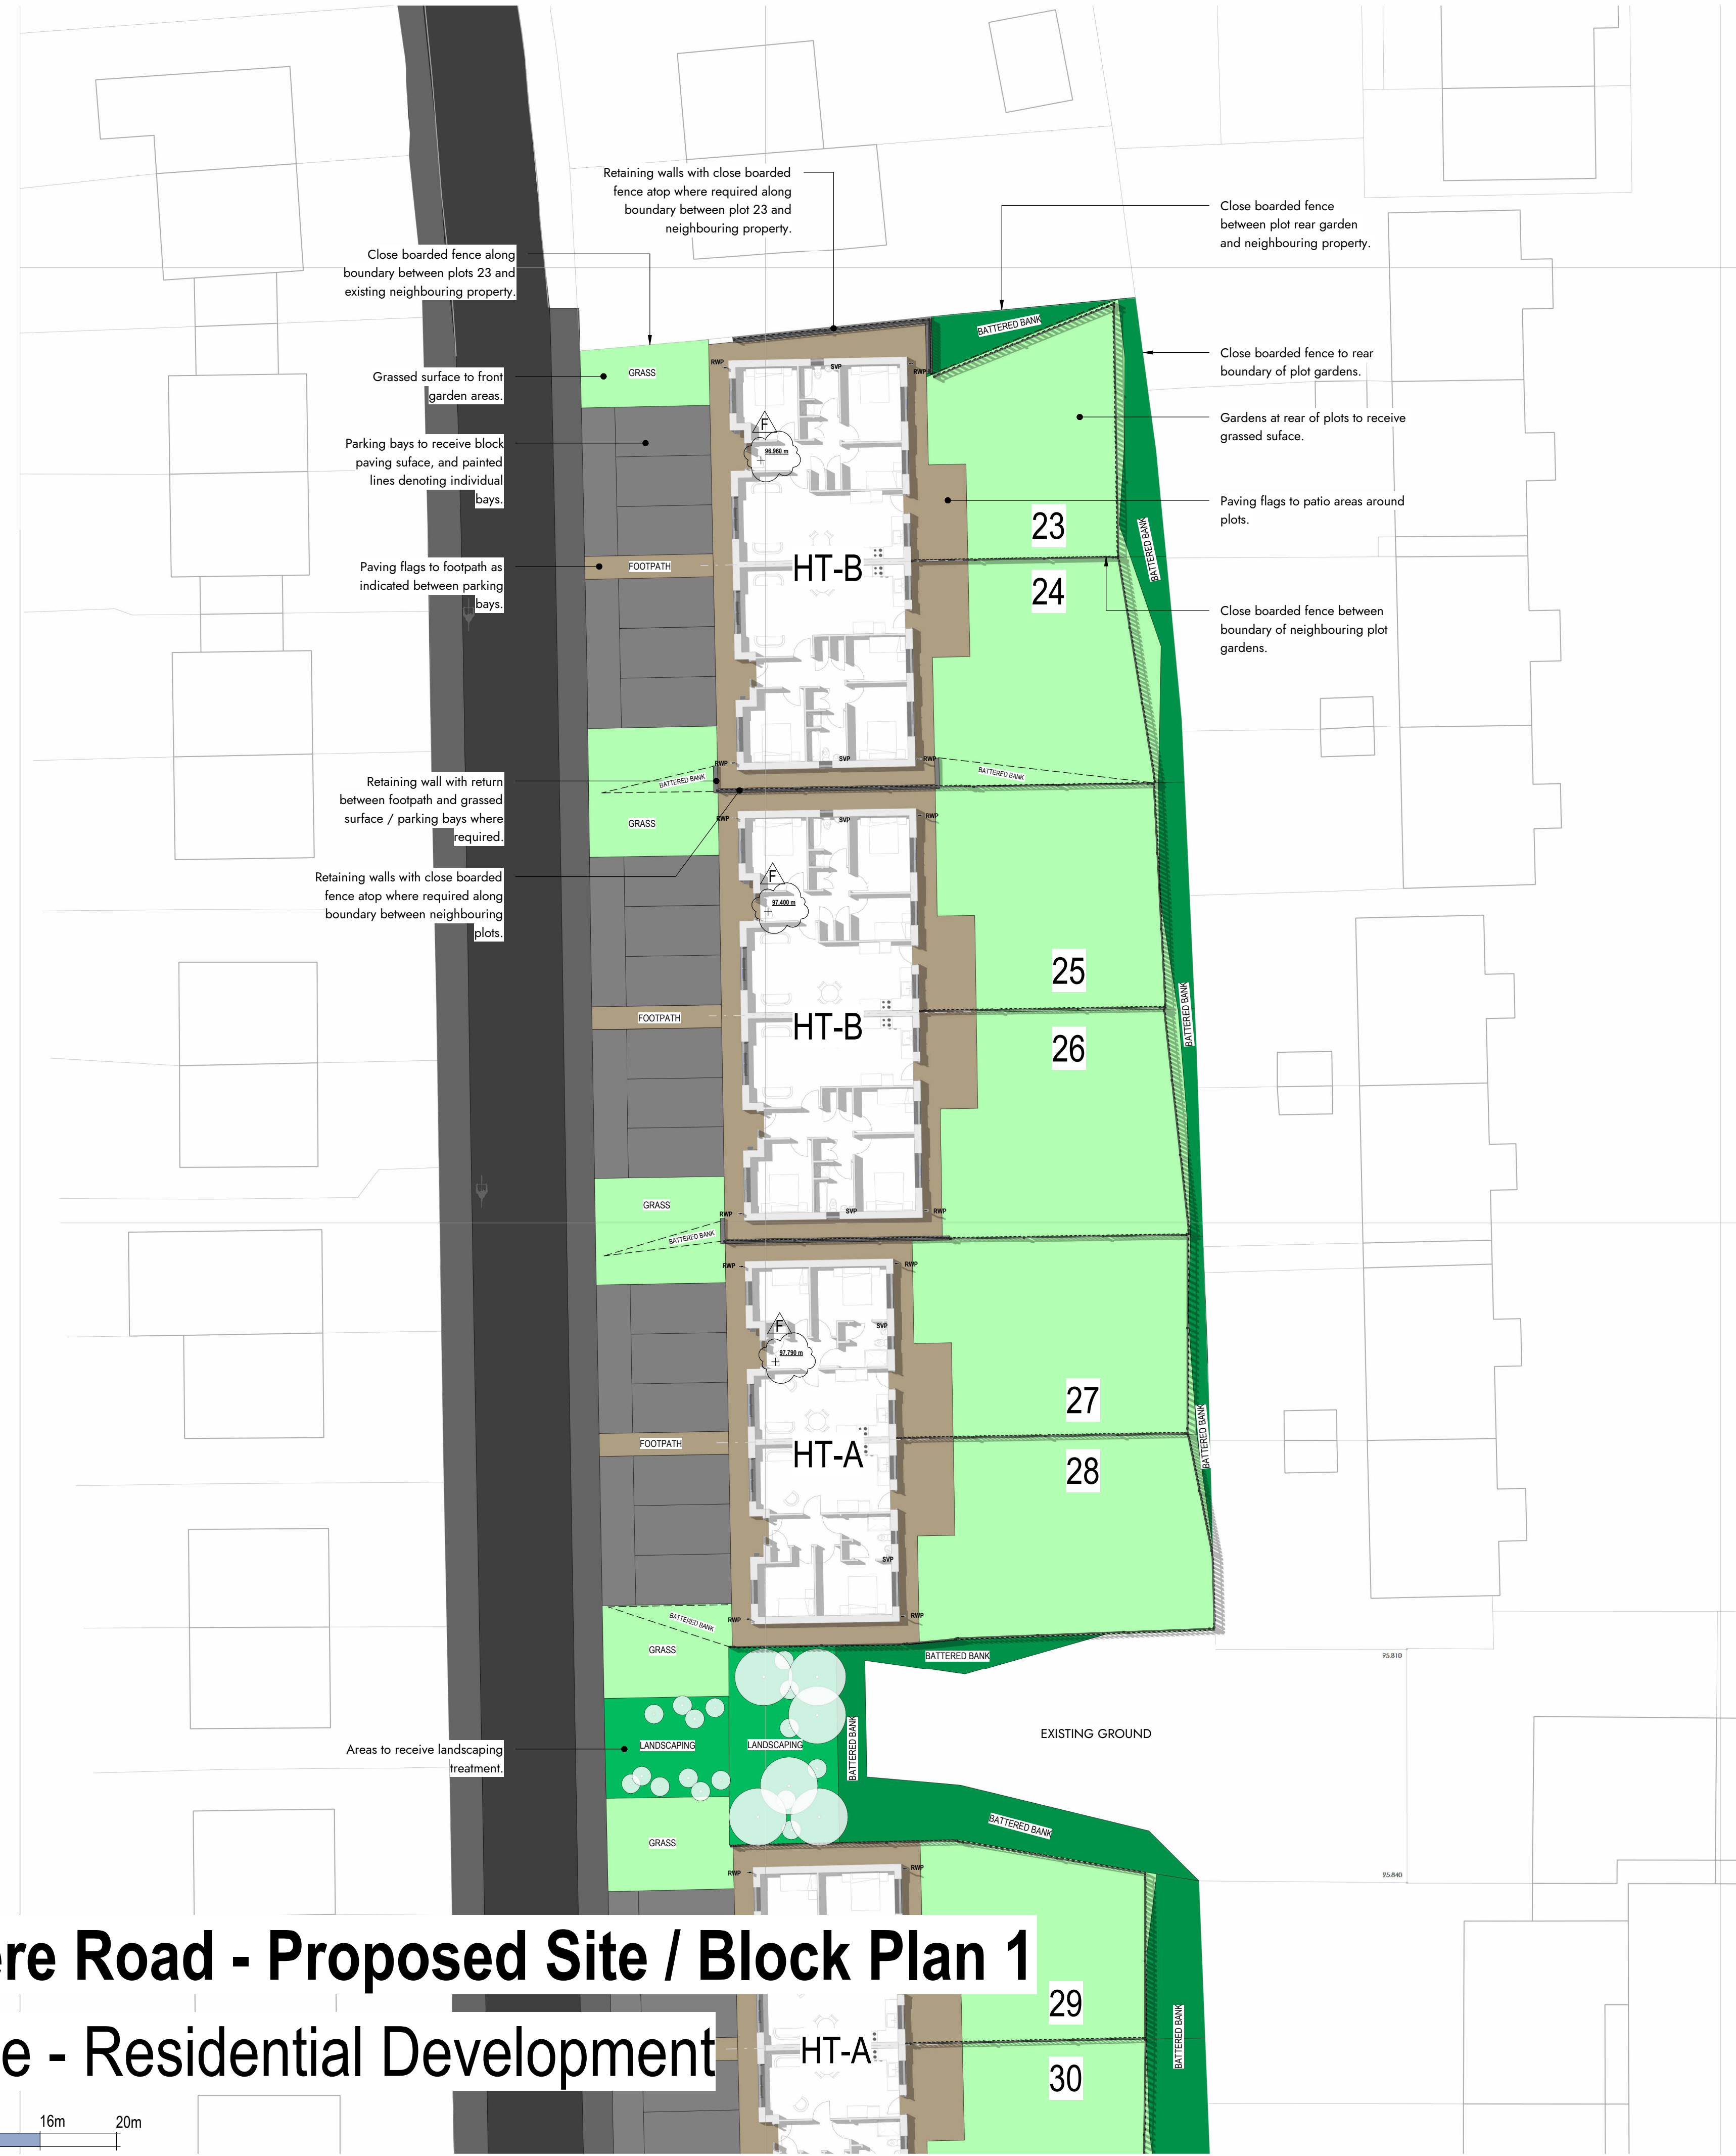 Retaining walls with close boarded
fence atop where required along
boundary between plot 23 and
neighbouring property.
Close boarded fence
between plot rear garden
and neighbouring property.
Close boarded fence along
boundary between plots 23 and
existing neighbouring property.
BATTERED BANK
Close boarded fence to rear
boundary of plot gardens.
Grassed surface to front
garden areas.
GRASS
RWP
SVP
RWP
Gardens at rear of plots to receive
grassed suface.
F
96.960 m
Parking bays to receive block
paving suface, and painted
lines denoting individual
bays.
Paving flags to patio areas around
plots.
23
BATTERED BANK
Paving flags to footpath as
indicated between parking
bays.
FOOTPATH
HT-B
24
Close boarded fence between
boundary of neighbouring plot
gardens.
RWP
SVP
RWP
BATTERED BANK
BATTERED BANK
Retaining wall with return
between footpath and grassed
surface / parking bays where
required.
GRASS
RWP
SVP
RWP
Retaining walls with close boarded
fence atop where required along
boundary between neighbouring
plots.
F
97.400 m
25
BATTERED BANK
FOOTPATH
HT-B
26
GRASS
RWP
SVP
RWP
BATTERED BANK
RWP
RWP
F
SVP
97.790 m
27
BATTERED BANK
FOOTPATH
HT-A
28
SVP
BATTERED BANK
RWP
RWP
GRASS
BATTERED BANK
95.810
EXISTING GROUND
Areas to receive landscaping
treatment.
LANDSCAPING
LANDSCAPING
BATTERED BANK
BATTERED BANK
GRASS
RWP
RWP
95.840
ere Road - Proposed Site / Block Plan 1
29
e - Residential Development
HT-A
30
BATTERED BANK
16m
20m